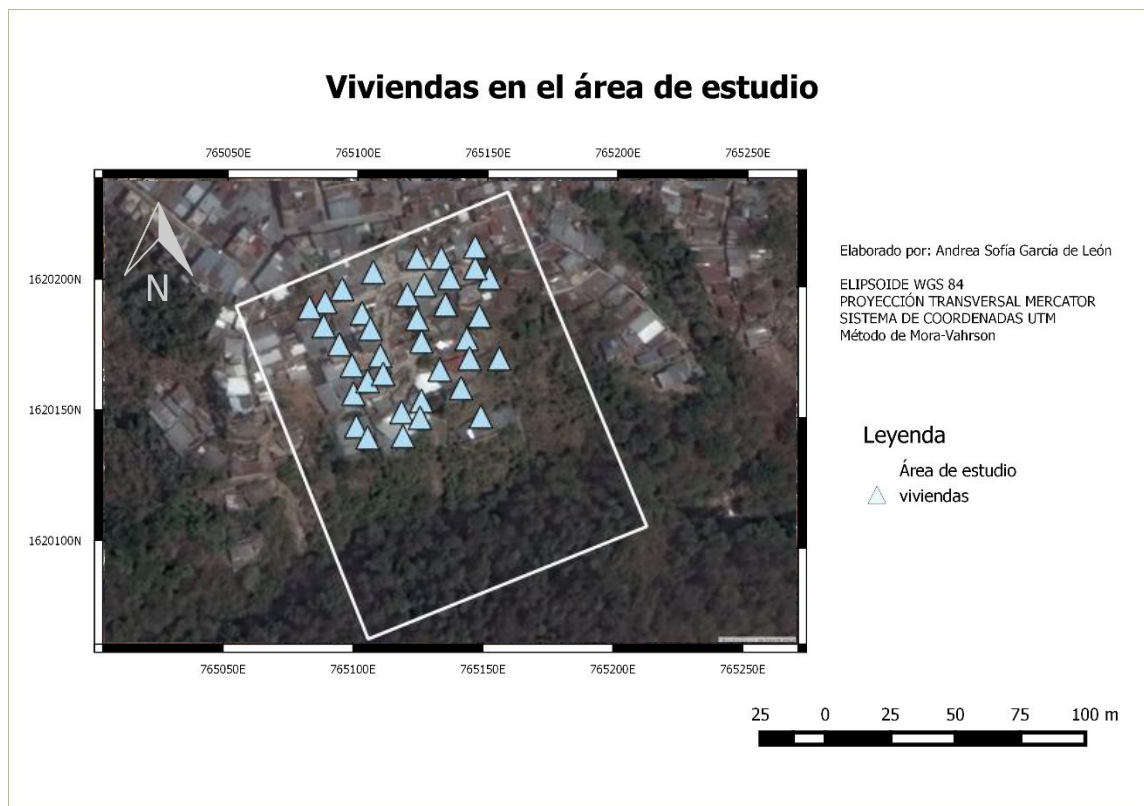 Viviendas en el área de estudio
765050E 765100E 765150E 765200E 765250E
N
1620200N
1620150N
1620100N
765050E 765100E 765150E 765200E 765250E
Elaborado por: Andrea Sofía García de León
ELIPSOIDE WGS 84
PROYECCIÓN TRANSVERSAL MERCATOR
SISTEMA DE COORDENADAS UTM
Método de Mora-Vahrson
Leyenda
Área de estudio
viviendas
25 0 25 50 75 100 m